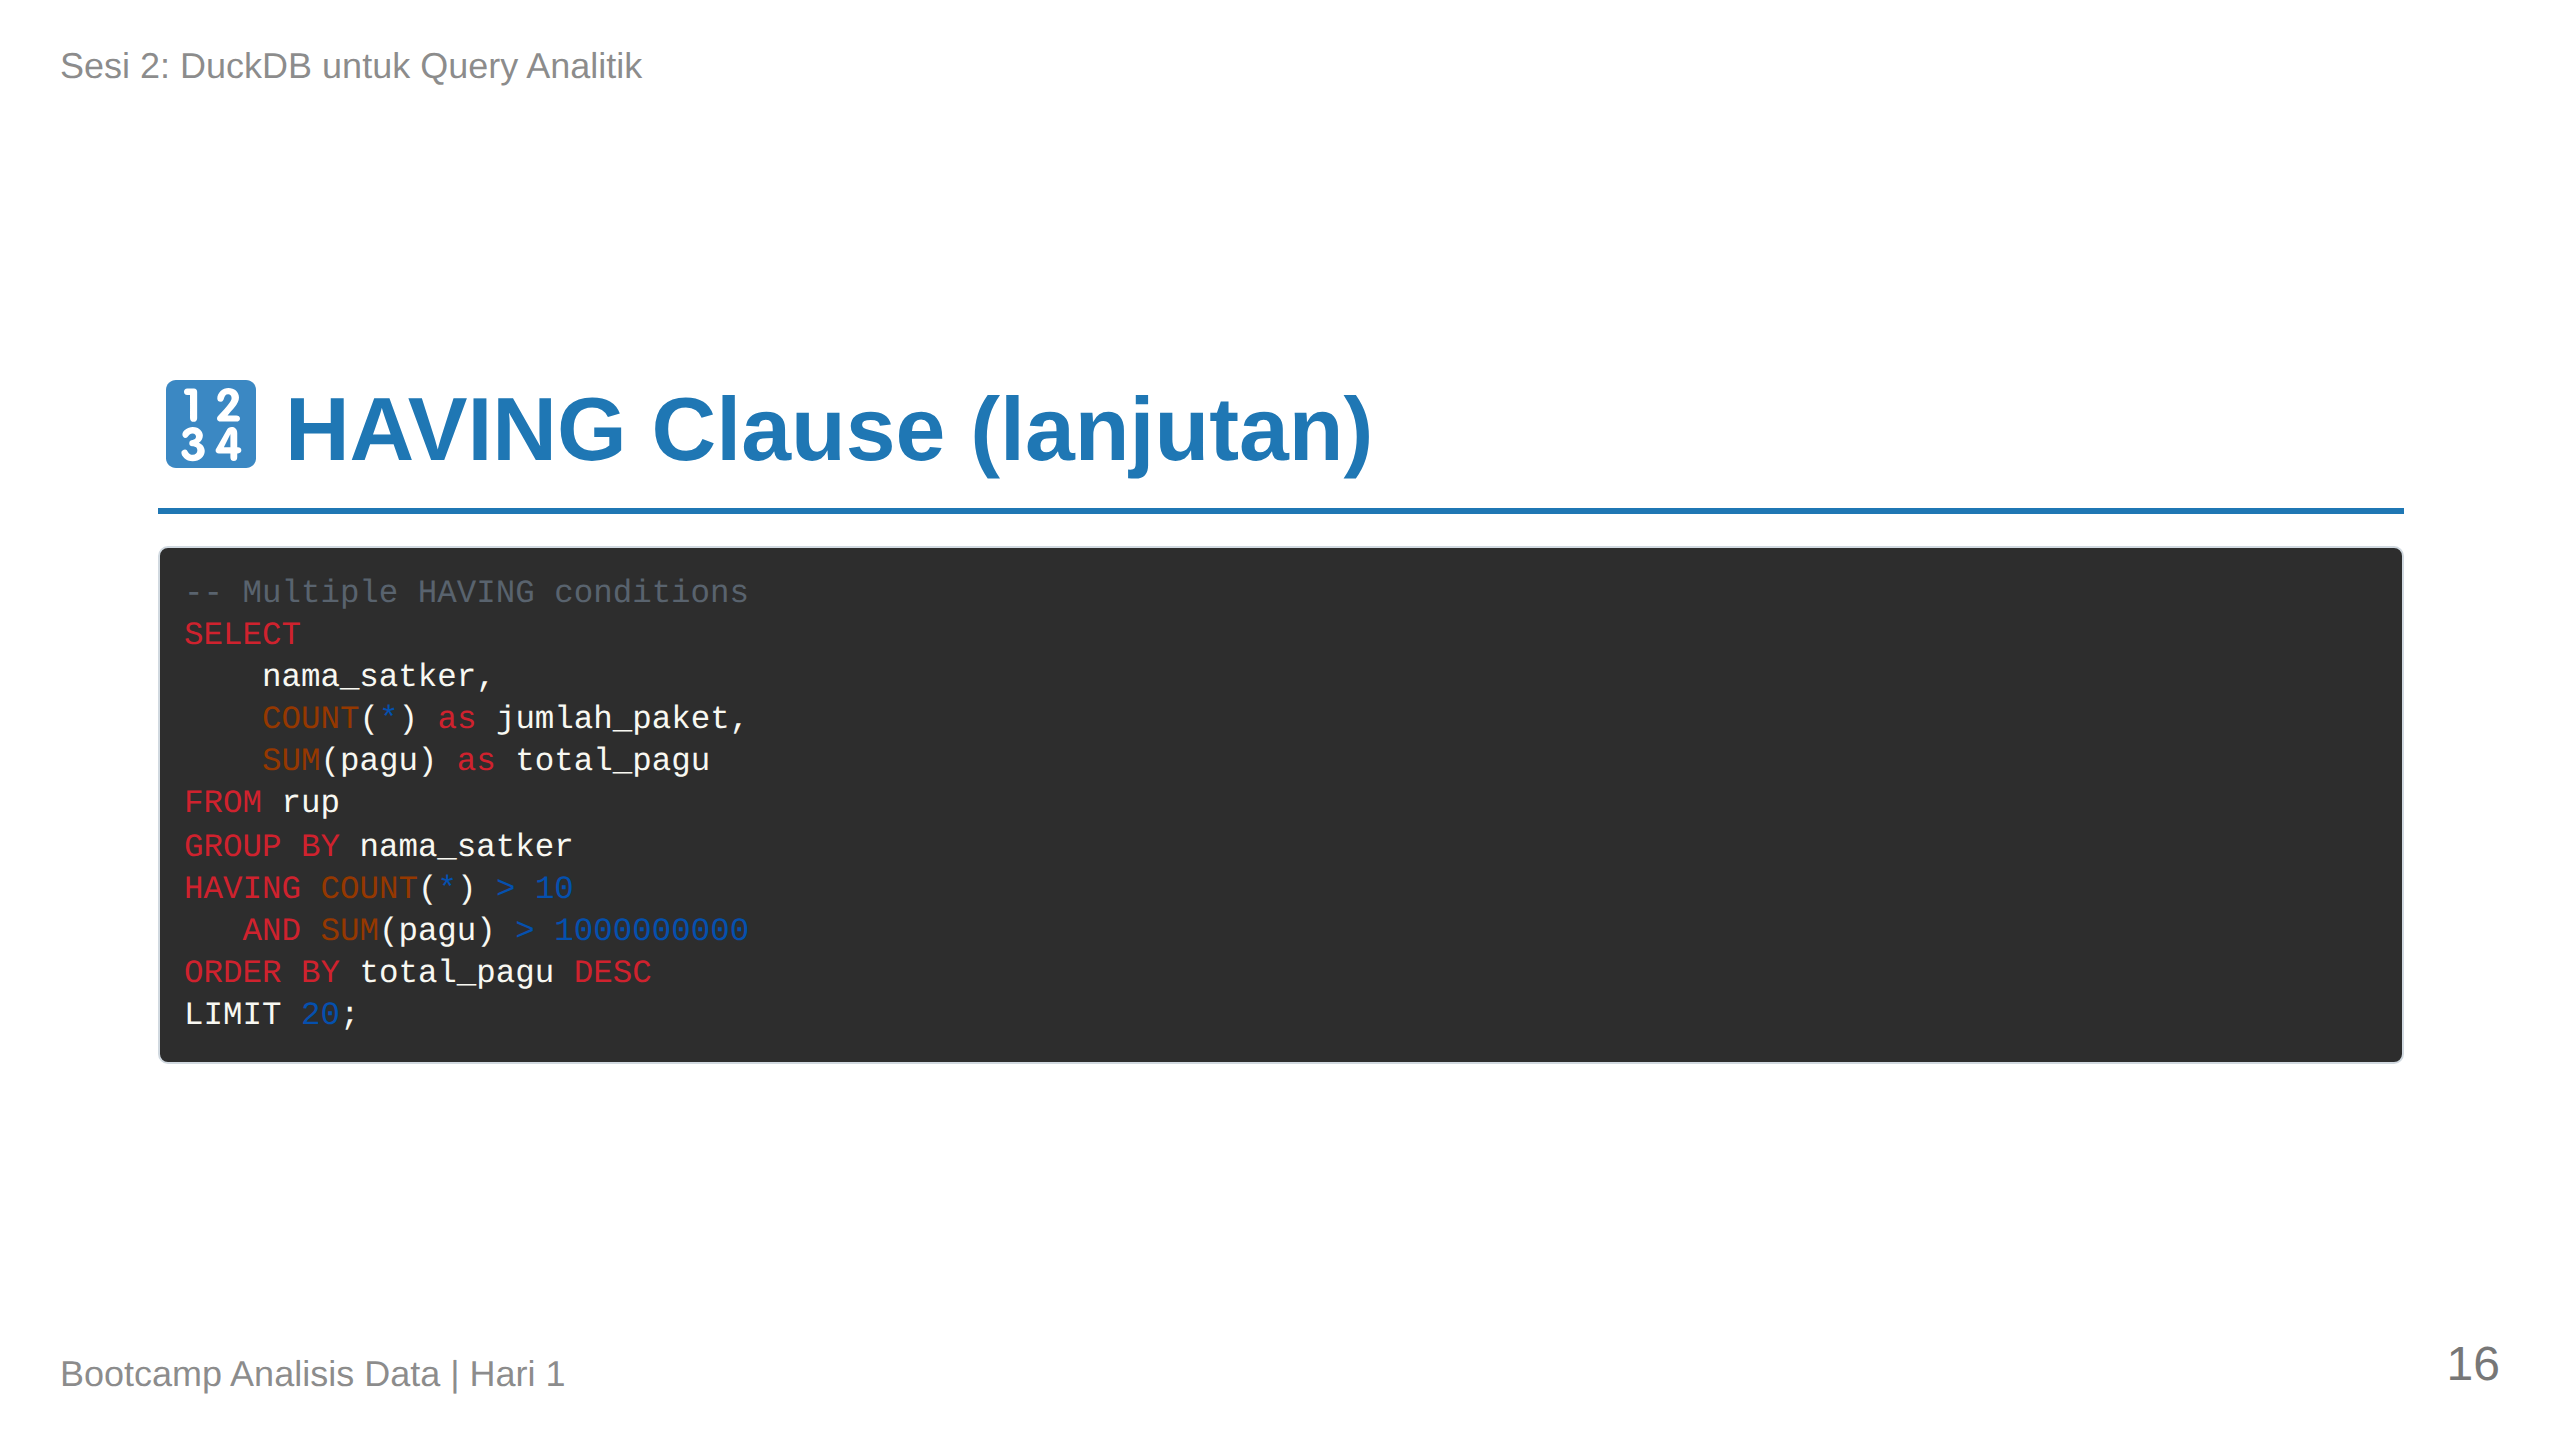 Sesi 2: DuckDB untuk Query Analitik
🔢 HAVING Clause (lanjutan)
-- Multiple HAVING conditions
SELECT
    nama_satker,
    COUNT(*) as jumlah_paket,
    SUM(pagu) as total_pagu
FROM rup
GROUP BY nama_satker
HAVING COUNT(*) > 10
   AND SUM(pagu) > 1000000000
ORDER BY total_pagu DESC
LIMIT 20;
Bootcamp Analisis Data | Hari 1
16